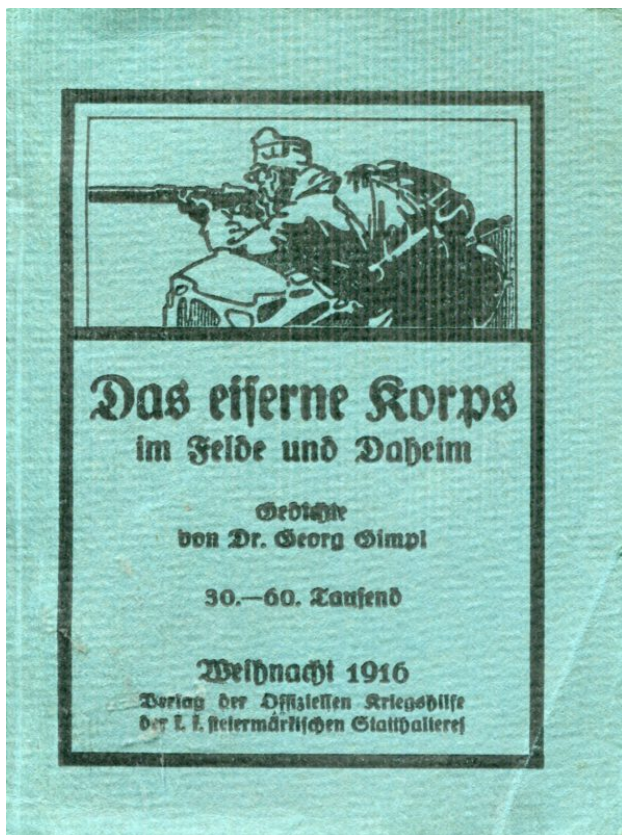 Das eiserne Korps
im Felde und Daheim
Gedichte
von Dr. Georg Gimpl
30.—60. Tausend
Weihnacht 1916
Verlag der Offiziellen Kriegshilfe
der k. k. steiermärkischen Statthalterei